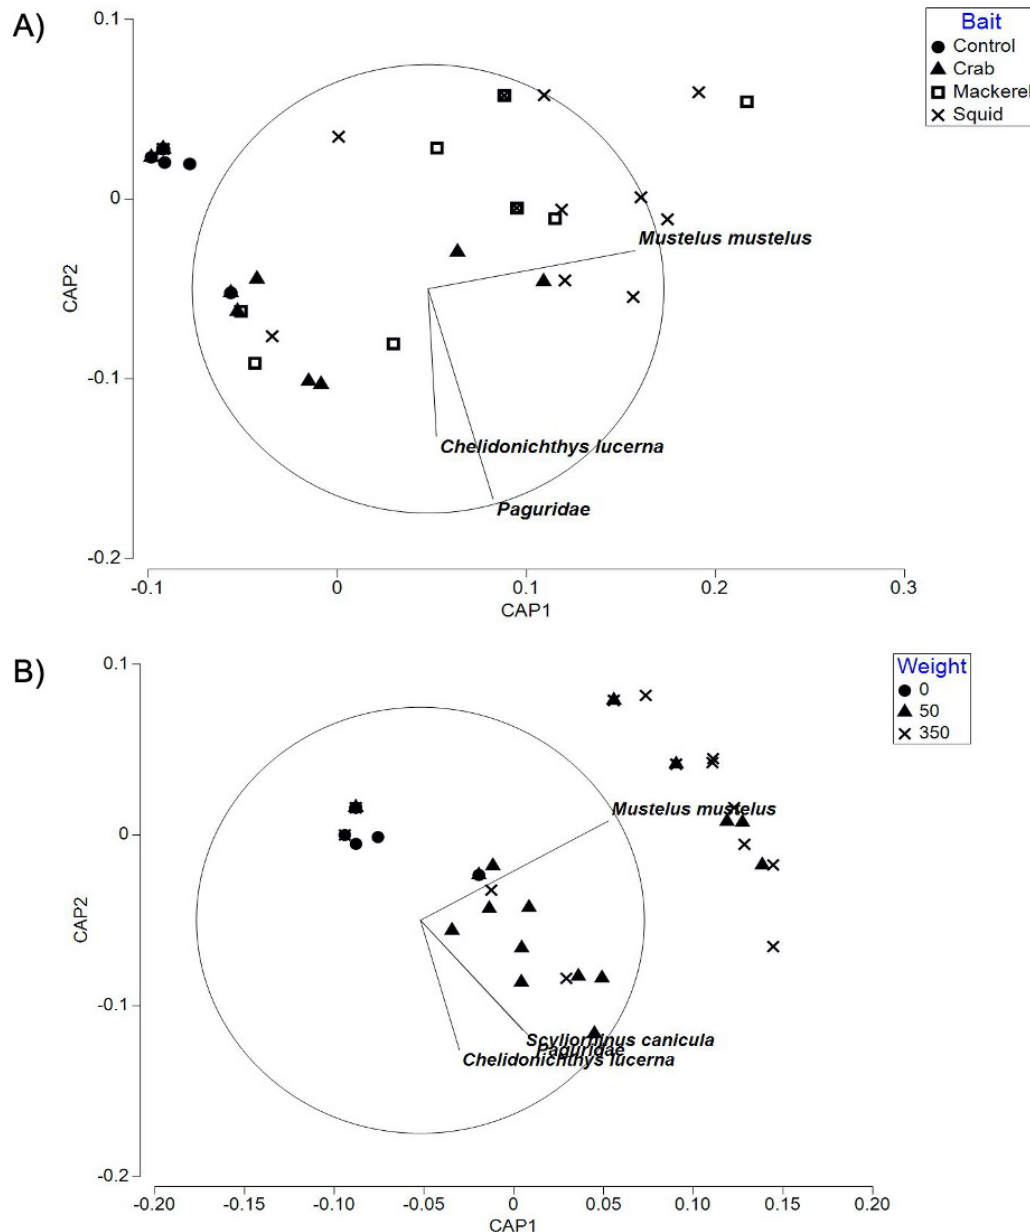 A)
0.1
0
-0.1
-0.2
CAP2
-0.1
0
0.1
0.2
0.3
CAP1
Bait
Control
Crab
Mackerel
Squid
Mustelus mustelus
Chelidonichthys lucerna
Paguridae
B)
0.1
0
-0.1
-0.2
CAP2
-0.20
-0.15
-0.10
-0.05
0
0.05
0.10
0.15
0.20
CAP1
Weight
0
50
350
Mustelus mustelus
Scyliorhinus canicula
Paguridae
Chelidonichthys lucerna